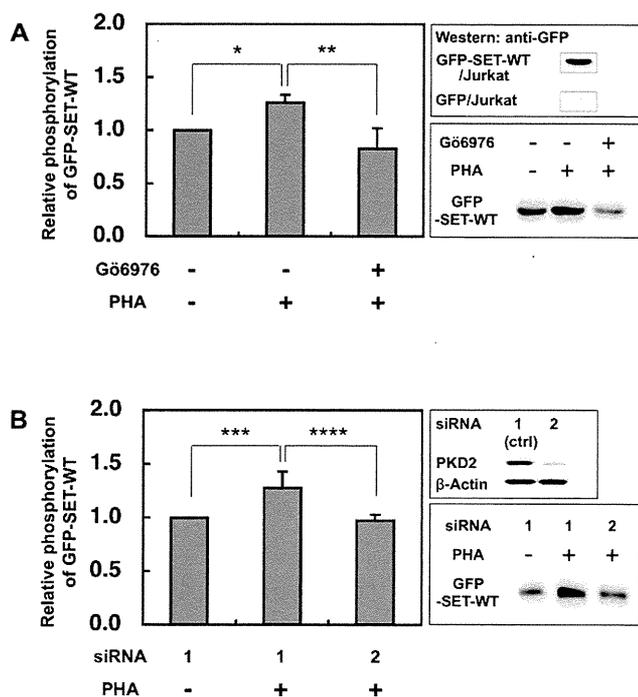 A
Relative phosphorylation
of GFP-SET-WT
2.0
1.5
1.0
0.5
0.0
*
**
Gö6976 - - +
PHA - + +
Western: anti-GFP
GFP-SET-WT
/Jurkat
GFP/Jurkat
Gö6976 - - +
PHA - + +
GFP
-SET-WT
B
Relative phosphorylation
of GFP-SET-WT
2.0
1.5
1.0
0.5
0.0
***
****
siRNA 1 1 2
PHA - + +
siRNA 1 2
(ctrl)
PKD2
β-Actin
siRNA 1 1 2
PHA - + +
GFP
-SET-WT